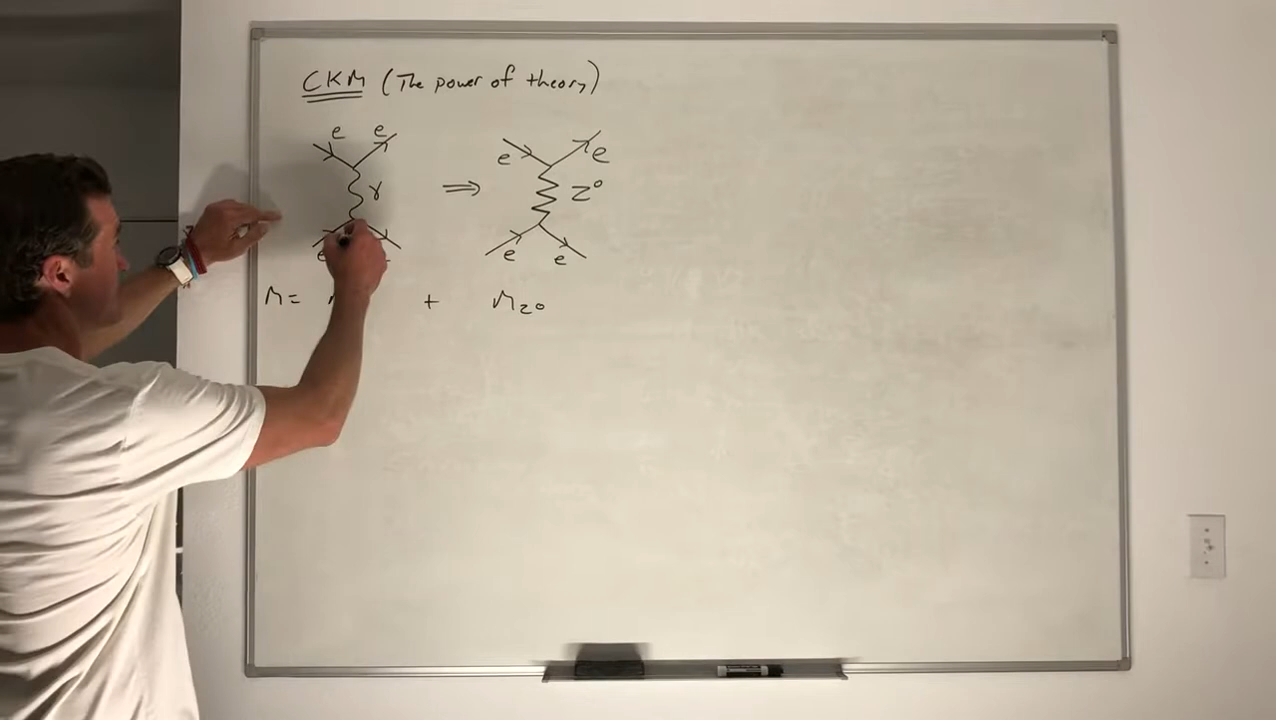 CKM (The power of theory)
e e e e
γ ⇒ Z⁰
e e e
M = + M_Z⁰